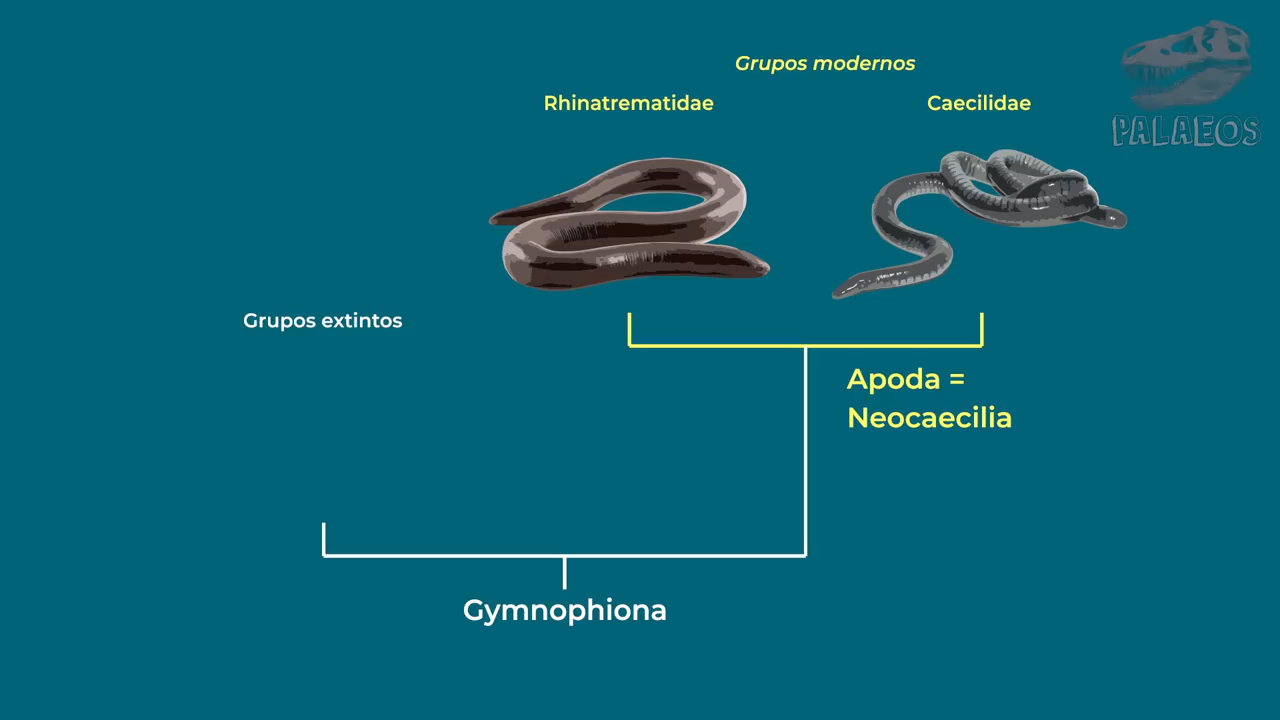 Grupos modernos
Rhinatrematidae
Caecilidae
PALAEOS
Grupos extintos
Apoda =
Neocaecilia
Gymnophiona